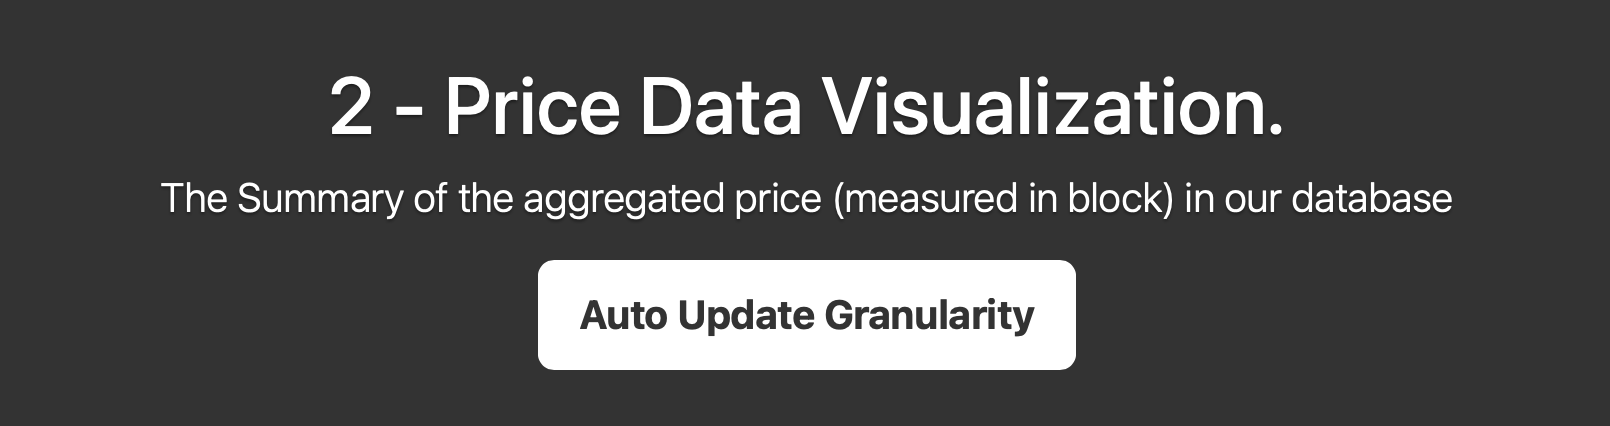 2 - Price Data Visualization.
The Summary of the aggregated price (measured in block) in our database
Auto Update Granularity